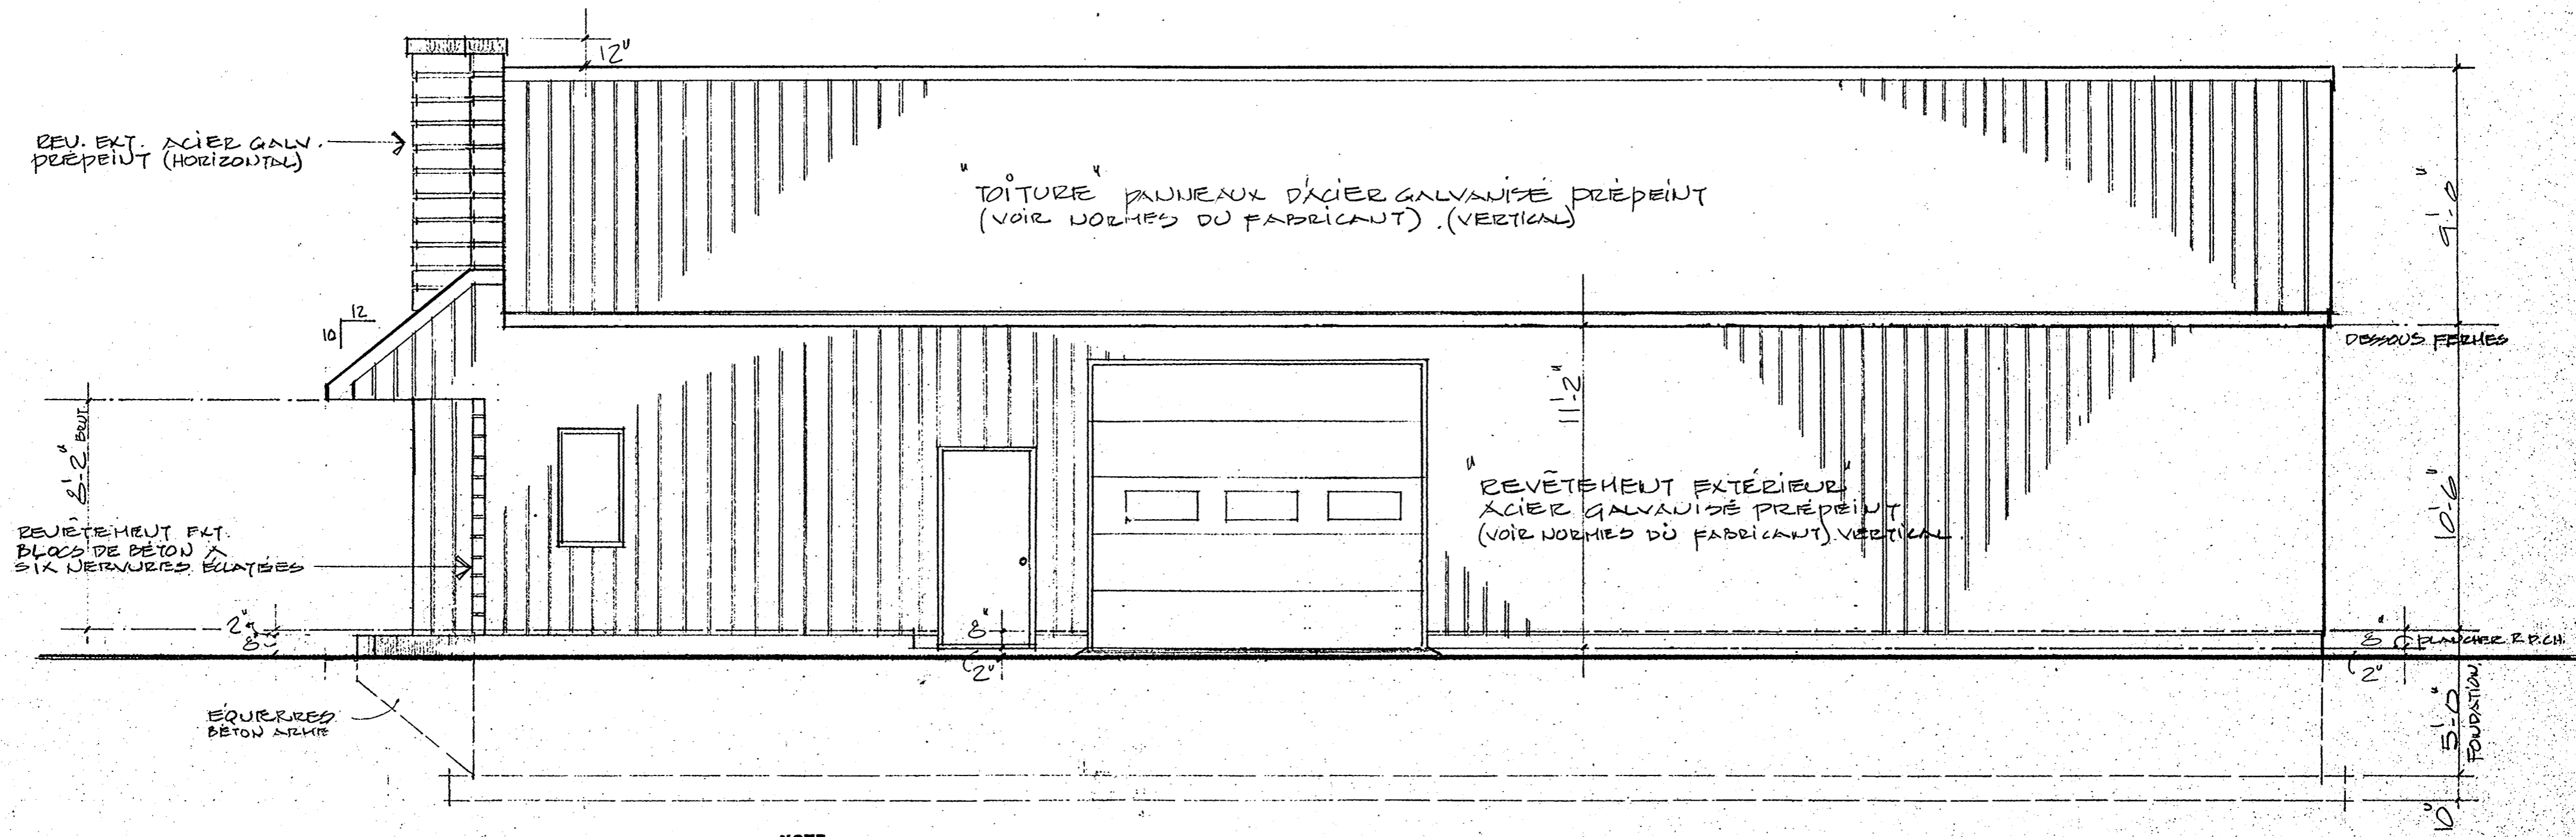 12"
REV. EXT. ACIER GALV.
PRÉPEINT (HORIZONTAL)
"TOITURE" PANNEAUX D'ACIER GALVANISÉ PRÉPEINT
(VOIR NORMES DU FABRICANT) .(VERTICAL)
9'-0"
12
10
DESSOUS FERMES
8'-2" BRUT
11'-2"
"REVÊTEMENT EXTÉRIEUR"
ACIER GALVANISÉ PRÉPEINT
(VOIR NORMES DU FABRICANT) VERTICAL.
10'-6"
REVÊTEMENT EXT.
BLOCS DE BÉTON À
SIX NERVURES ÉCLATÉES
2"
8"
8"
2"
8"
PLANCHER R.D.CH.
2"
ÉQUERRES
BÉTON ARMÉ
5'-0"
FONDATION.
10"
NOTE